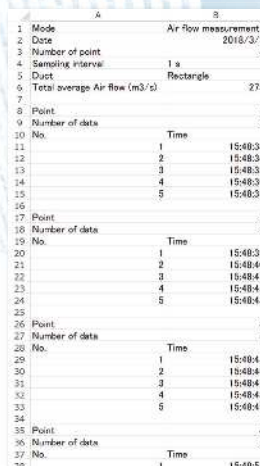 A B
1 Mode Air flow measurement
2 Date 2018/3/
3 Number of point
4 Sampling interval 1 s
5 Duct Rectangle
6 Total average Air flow (m3/s) 27
7
8 Point
9 Number of data
10 No. Time
11 1 15:48:3
12 2 15:48:3
13 3 15:48:3
14 4 15:48:3
15 5 15:48:3
16
17 Point
18 Number of data
19 No. Time
20 1 15:48:
21 2 15:48:4
22 3 15:48:4
23 4 15:48:4
24 5 15:48:4
25
26 Point
27 Number of data
28 No. Time
29 1 15:48:4
30 2 15:48:4
31 3 15:48:4
32 4 15:48:4
33 5 15:48:4
34
35 Point
36 Number of data
37 No. Time
1